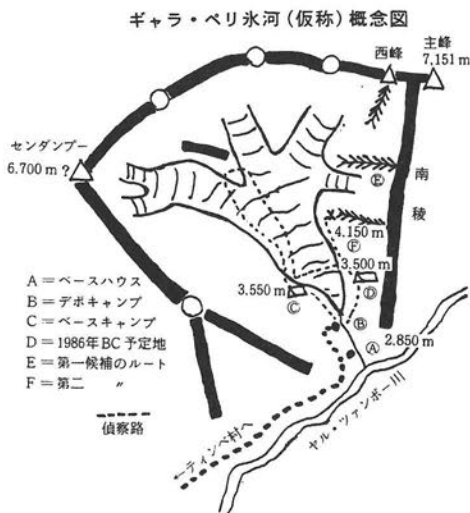 ギャラ・ペリ氷河（仮称）概念図
西峰
主峰
7,151 m
センダンプー
6.700 m ?
南稜
Ⓔ
4.150 m
Ⓕ
3.500 m
3.550 m
Ⓓ
Ⓒ
Ⓑ
2.850 m
Ⓐ
A＝ベースハウス
B＝デポキャンプ
C＝ベースキャンプ
D＝1986年BC予定地
E＝第一候補のルート
F＝第二　〃
偵察路
←ティンベ村へ
ヤル・ツァンボー川